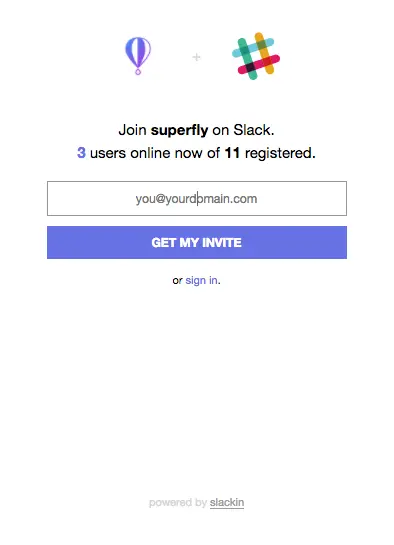 +
Join superfly on Slack.
3 users online now of 11 registered.
you@yourdomain.com
GET MY INVITE
or sign in.
powered by slackin